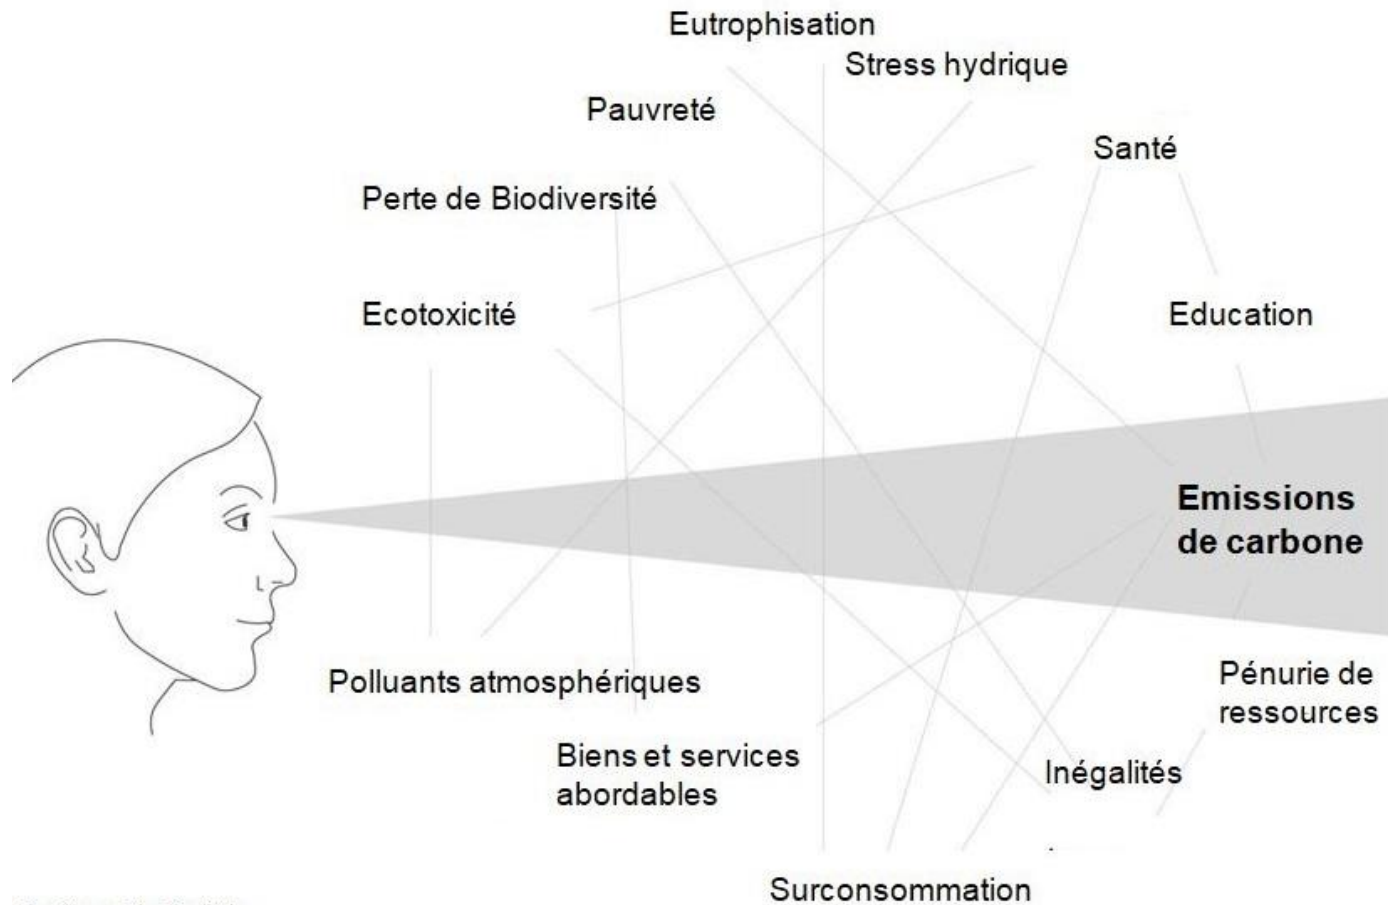 Eutrophisation
Stress hydrique
Pauvreté
Santé
Perte de Biodiversité
Ecotoxicité
Education
Emissions
de carbone
Polluants atmosphériques
Pénurie de
ressources
Biens et services
abordables
Inégalités
Surconsommation